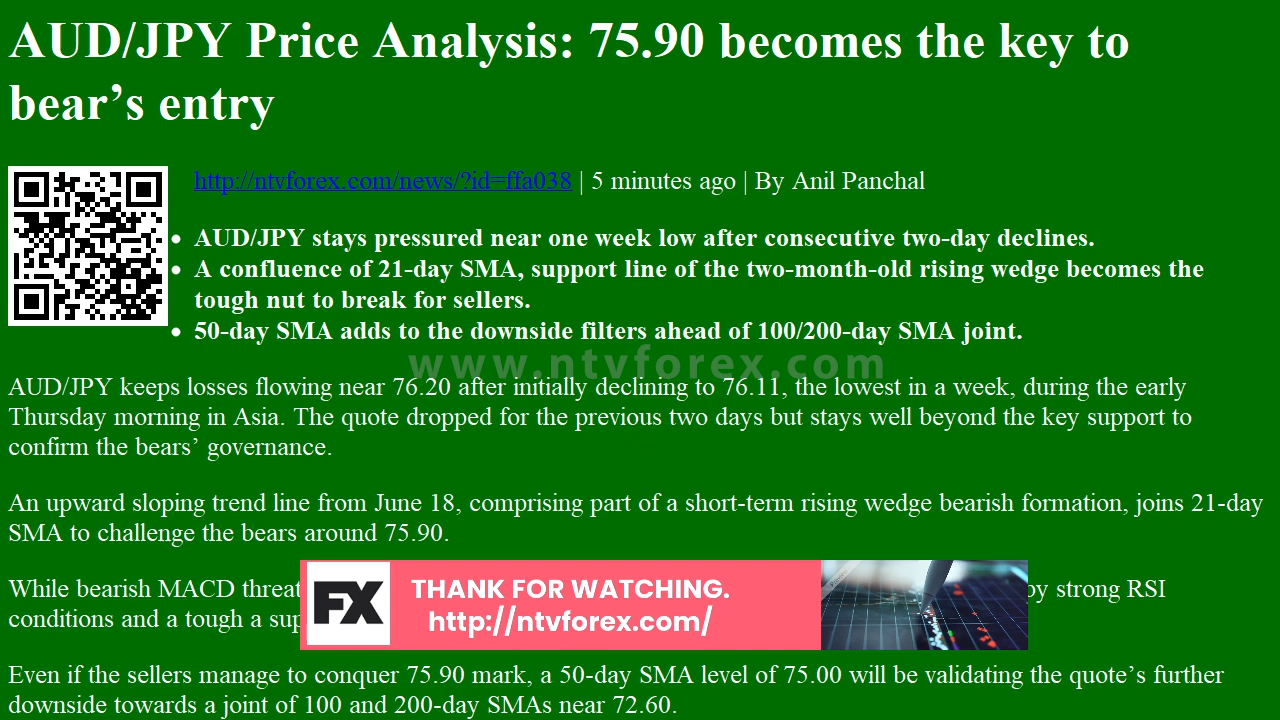 AUD/JPY Price Analysis: 75.90 becomes the key to
bear’s entry
http://ntvforex.com/news/?id=ffa038 | 5 minutes ago | By Anil Panchal
• AUD/JPY stays pressured near one week low after consecutive two-day declines.
• A confluence of 21-day SMA, support line of the two-month-old rising wedge becomes the
tough nut to break for sellers.
• 50-day SMA adds to the downside filters ahead of 100/200-day SMA joint.
www.ntvforex.com
AUD/JPY keeps losses flowing near 76.20 after initially declining to 76.11, the lowest in a week, during the early
Thursday morning in Asia. The quote dropped for the previous two days but stays well beyond the key support to
confirm the bears’ governance.
An upward sloping trend line from June 18, comprising part of a short-term rising wedge bearish formation, joins 21-day
SMA to challenge the bears around 75.90.
While bearish MACD strong RSI
conditions and a tough a
FX
THANK FOR WATCHING.
http://ntvforex.com/
Even if the sellers manage to conquer 75.90 mark, a 50-day SMA level of 75.00 will be validating the quote’s further
downside towards a joint of 100 and 200-day SMAs near 72.60.